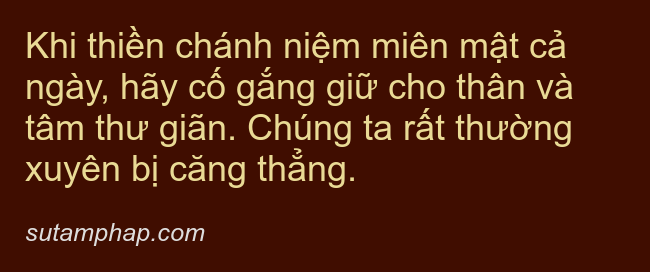 Khi thiền chánh niệm miên mật cả
ngày, hãy cố gắng giữ cho thân và
tâm thư giãn. Chúng ta rất thường
xuyên bị căng thẳng.
sutamphap.com